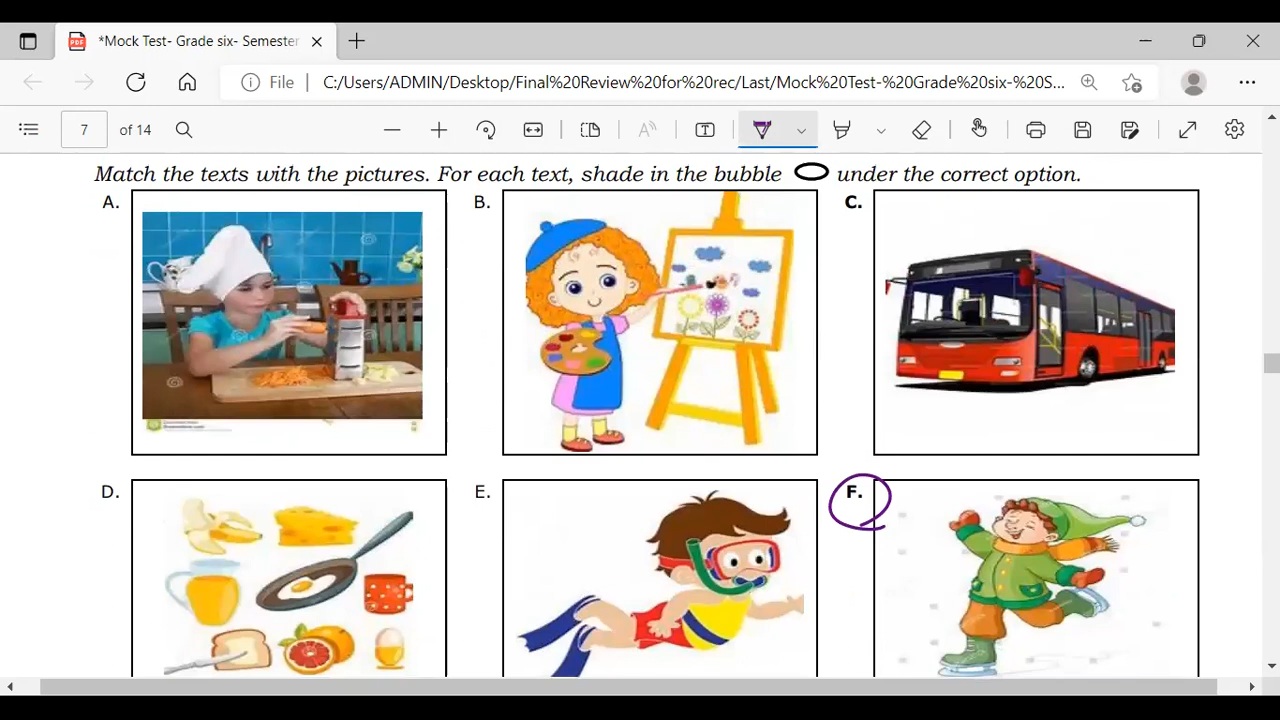 *Mock Test- Grade six- Semester
File
C:/Users/ADMIN/Desktop/Final%20Review%20for%20rec/Last/Mock%20Test-%20Grade%20six-%20S...
7 of 14
Match the texts with the pictures. For each text, shade in the bubble under the correct option.
A.
B.
C.
D.
E.
F.